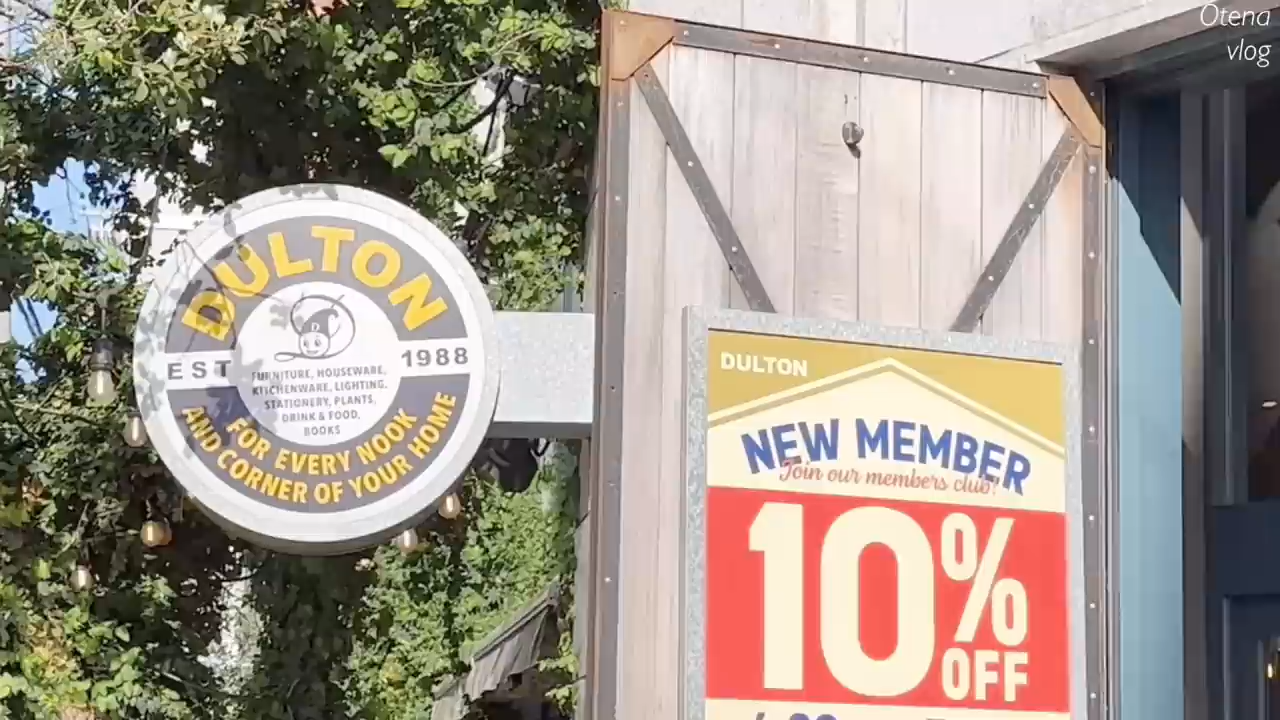 Otena
vlog
DULTON
EST 1988
FURNITURE, HOUSEWARE,
KITCHENWARE, LIGHTING,
STATIONERY, PLANTS,
DRINK & FOOD,
BOOKS
FOR EVERY NOOK
AND CORNER OF YOUR HOME
DULTON
NEW MEMBER
Join our members club!
10%
OFF